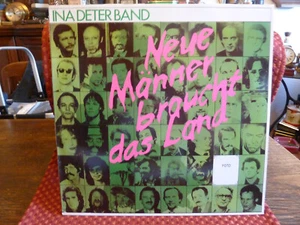 INA DETER BAND
Neue
Männer
braucht
das Land